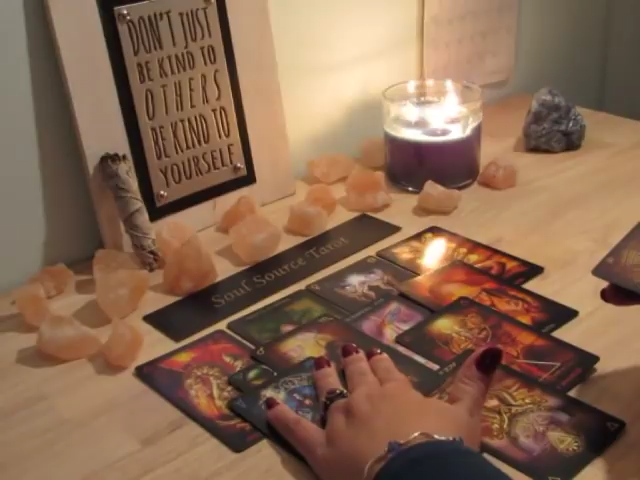 DON'T JUST
BE KIND TO
OTHERS
BE KIND TO
YOURSELF
Soul Source Tarot